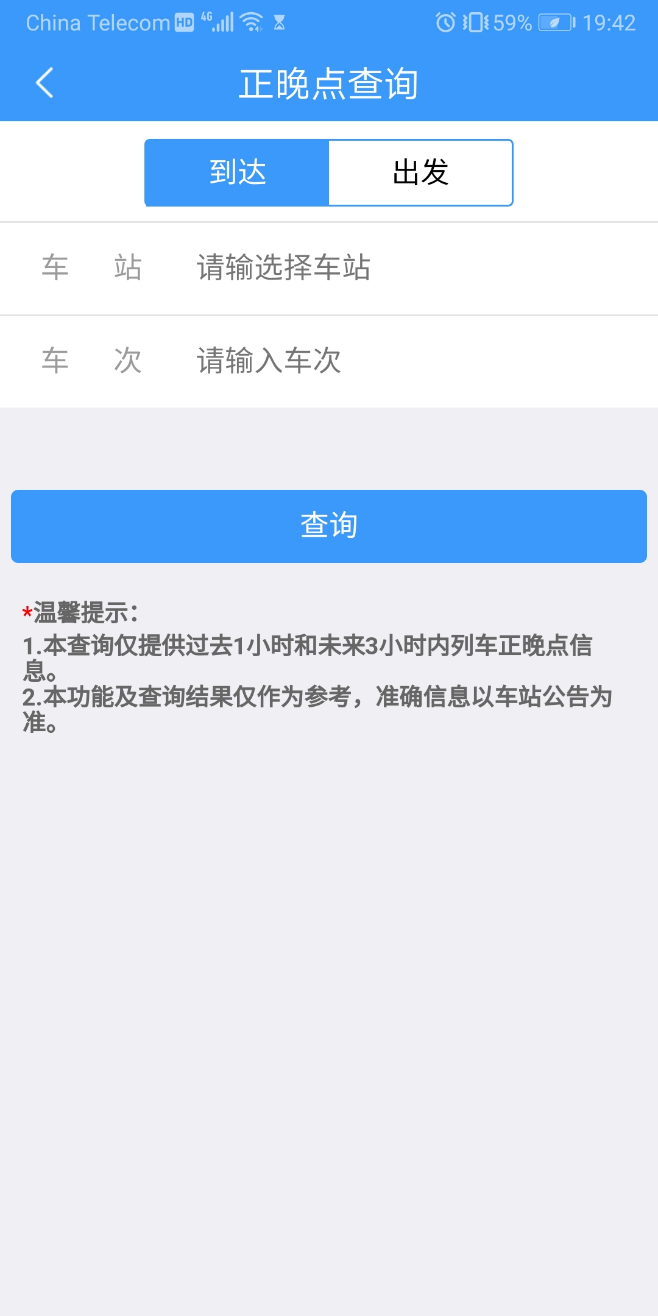 China Telecom HD 4G 59% 19:42
正晚点查询
到达 出发
车 站 请输选择车站
车 次 请输入车次
查询
*温馨提示：
1.本查询仅提供过去1小时和未来3小时内列车正晚点信
息。
2.本功能及查询结果仅作为参考，准确信息以车站公告为
准。